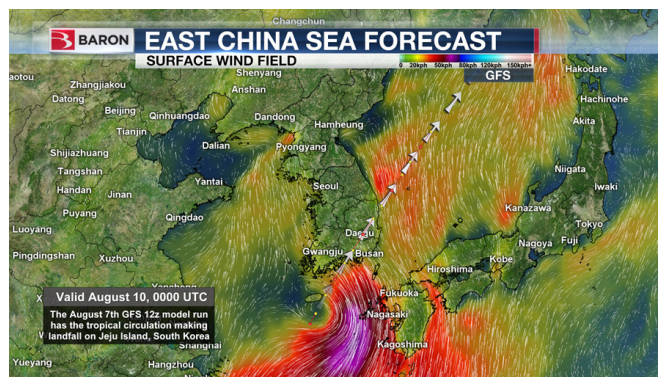 Changchun
BARON
EAST CHINA SEA FORECAST
SURFACE WIND FIELD
0 20kph 50kph 80kph 120kph 150kph+
GFS
Hakodate
Shenyang
Zhangjiakou
Anshan
Datong
Hachinohe
Beijing
Qinhuangdao
Dandong
Hamheung
Akita
Tianjin
Dalian
Pyongyang
Shijiazhuang
Niigata
Tangshan
Yantai
Seoul
Iwaki
Handan
Jinan
Kanazawa
Puyang
Qingdao
Tokyo
Luoyang
Daegu
Nagoya
Fuji
Pingdingshan
Xuzhou
Gwangju
Busan
Kobe
Hiroshima
Valid August 10, 0000 UTC
Fukuoka
The August 7th GFS 12z model run
has the tropical circulation making
landfall on Jeju Island, South Korea
Nagasaki
Shanghai
Kagoshima
Yueyang
Hangzhou